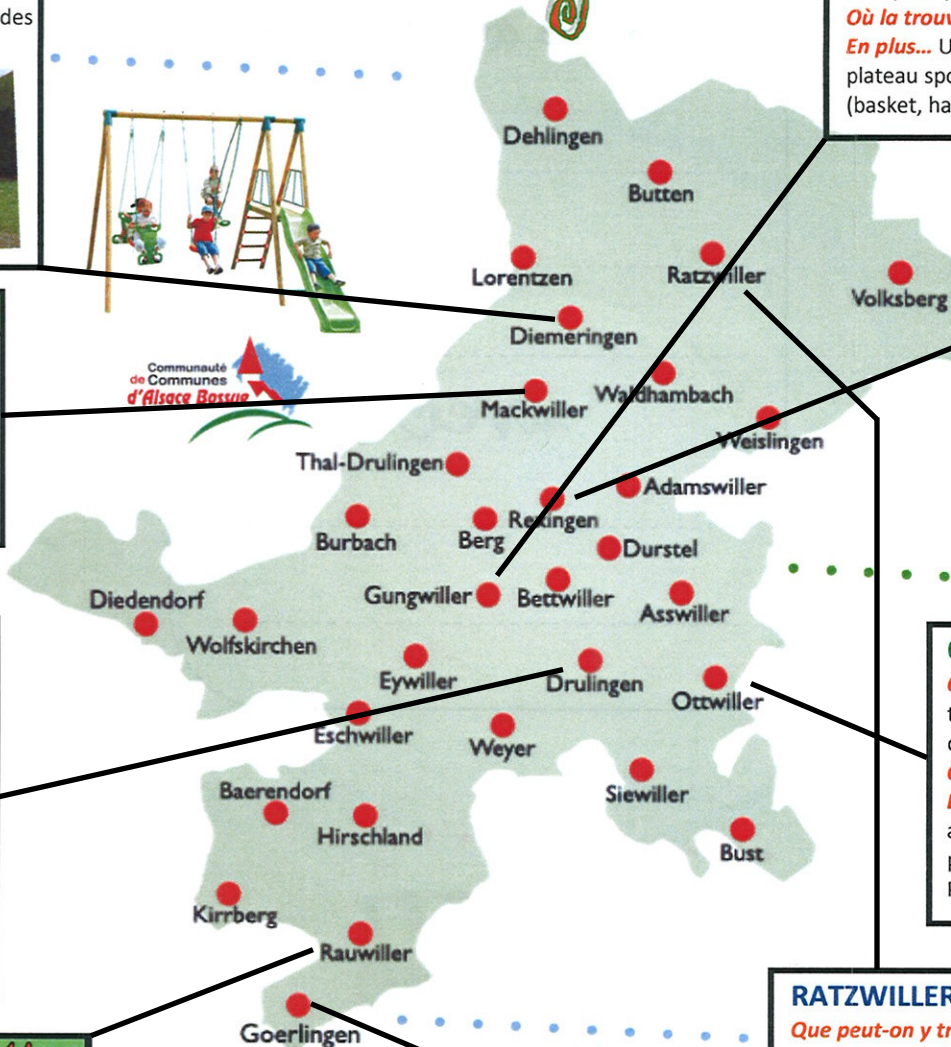 des
Où la trouv
En plus... U
plateau spo
(basket, ha
Dehlingen
Butten
Lorentzen
Ratzwiller
Volksberg
Diemeringen
Communauté
de Communes
d'Alsace Bossue
Mackwiller
Waldhambach
Weislingen
Thal-Drulingen
Adamswiller
Rexingen
Burbach
Berg
Durstel
Diedendorf
Gungwiller
Bettwiller
Asswiller
Wolfskirchen
Eywiller
Drulingen
Ottwiller
Eschwiller
Weyer
Baerendorf
Siewiller
Hirschland
Bust
Kirrberg
Rauwiller
RATZWILLER
Que peut-on y tr
Goerlingen